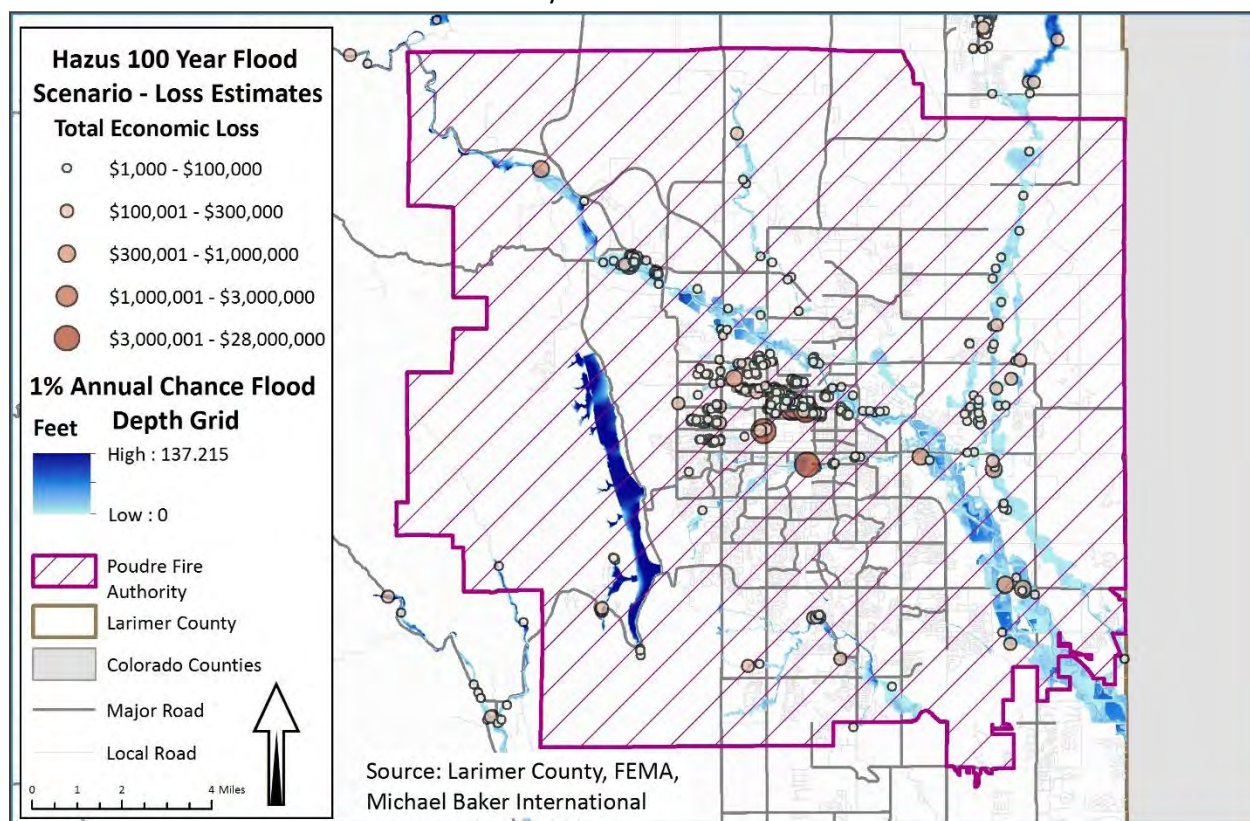 Hazus 100 Year Flood
Scenario - Loss Estimates
Total Economic Loss
$1,000 - $100,000
$100,001 - $300,000
$300,001 - $1,000,000
$1,000,001 - $3,000,000
$3,000,001 - $28,000,000
1% Annual Chance Flood
Feet Depth Grid
High : 137.215
Low : 0
Poudre Fire
Authority
Larimer County
Colorado Counties
Major Road
Local Road
0 1 2 4 Miles
Source: Larimer County, FEMA,
Michael Baker International